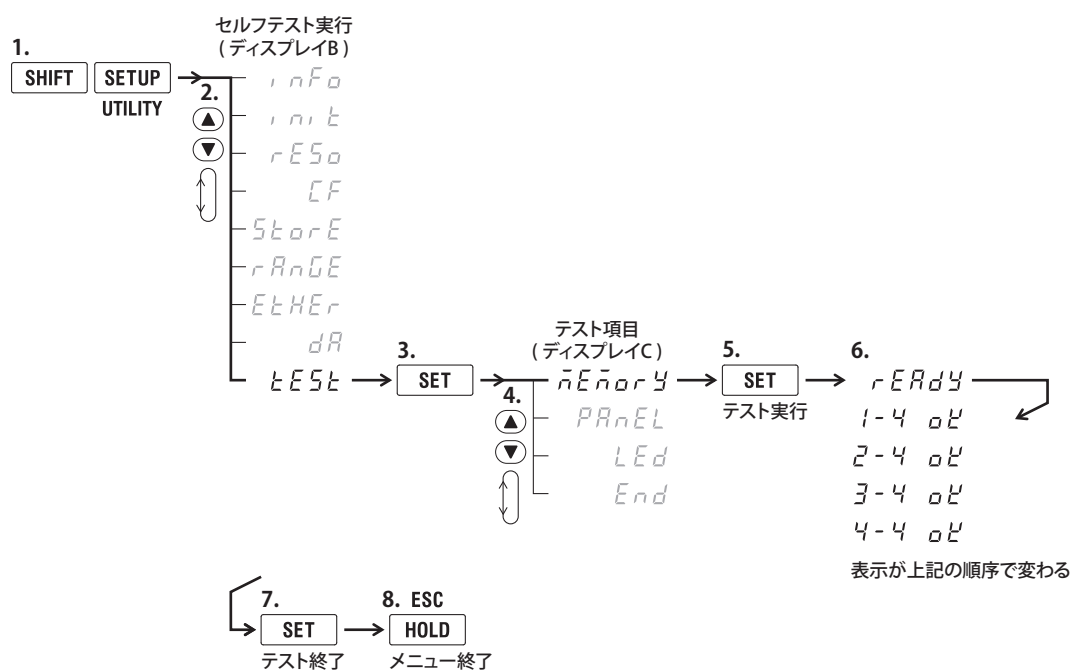 セルフテスト実行
( ディスプレイB )
1.
SHIFT SETUP
UTILITY
2.
inFo
init
rESo
CF
StorE
rAnGE
EtHEr
dA
tESt
3.
SET
テスト項目
( ディスプレイC )
4.
mEmorY
PAnEL
LEd
End
5.
SET
テスト実行
6.
rEAdY
1-4 ok
2-4 ok
3-4 ok
4-4 ok
表示が上記の順序で変わる
7.
SET
テスト終了
8. ESC
HOLD
メニュー終了